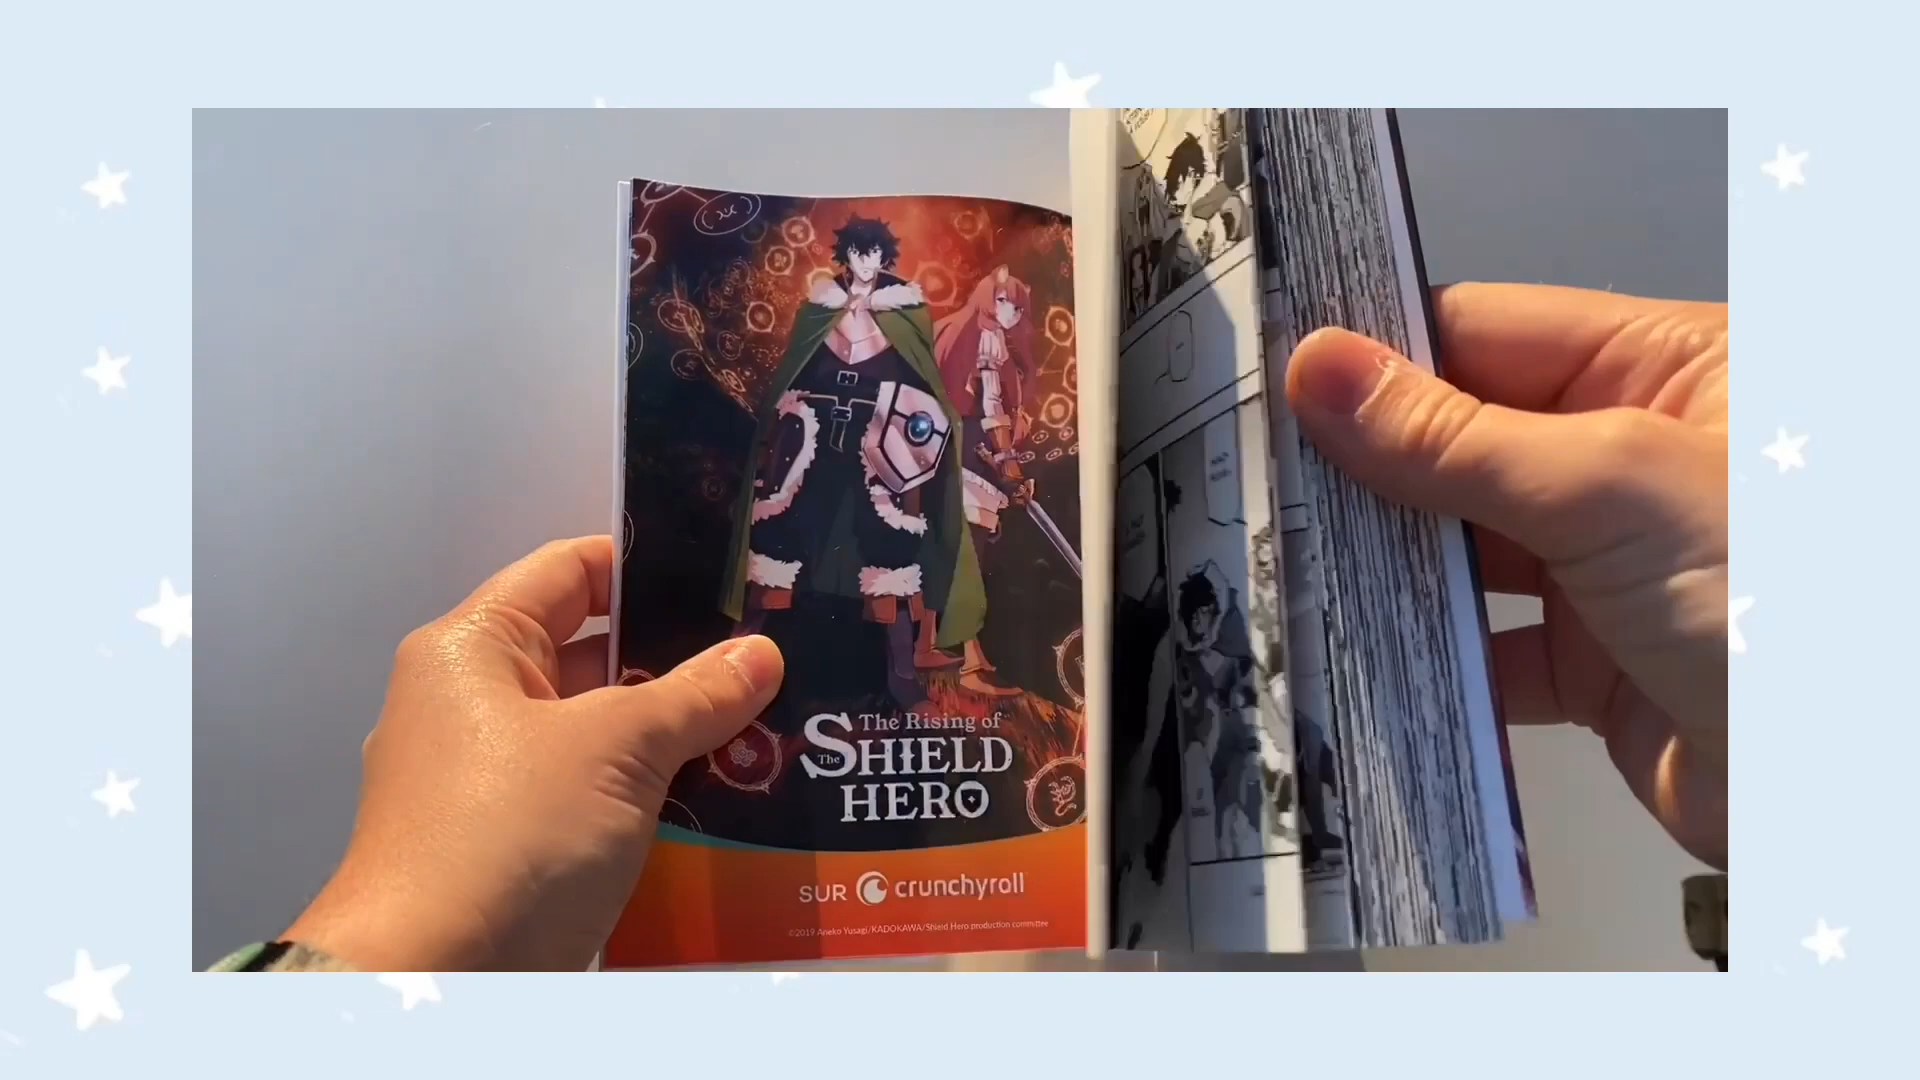 The Rising of
The SHIELD
HERO
SUR crunchyroll
©2019 Aneko Yusagi/KADOKAWA/Shield Hero production committee